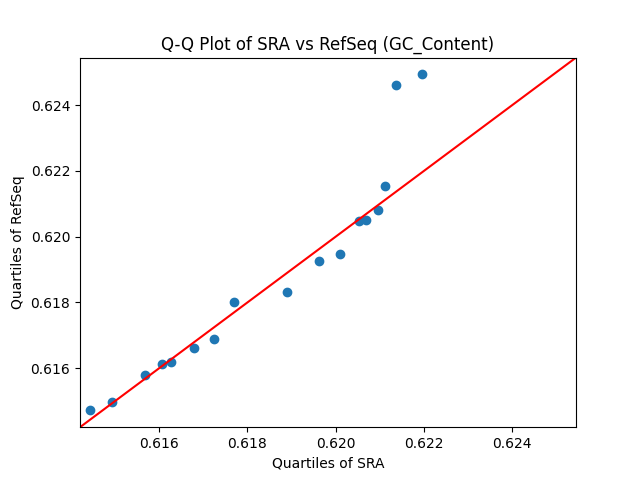 Q-Q Plot of SRA vs RefSeq (GC_Content)
Quartiles of RefSeq
0.624
0.622
0.620
0.618
0.616
0.616 0.618 0.620 0.622 0.624
Quartiles of SRA